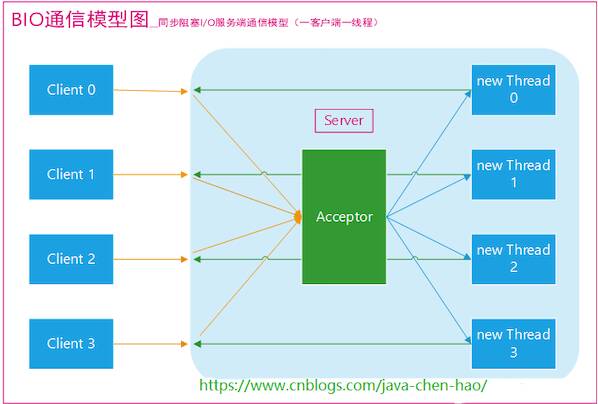 BIO通信模型图__同步阻塞I/O服务端通信模型（一客户端一线程）
Client 0
new Thread
0
Server
Client 1
new Thread
1
Acceptor
Client 2
new Thread
2
Client 3
new Thread
3
https://www.cnblogs.com/java-chen-hao/